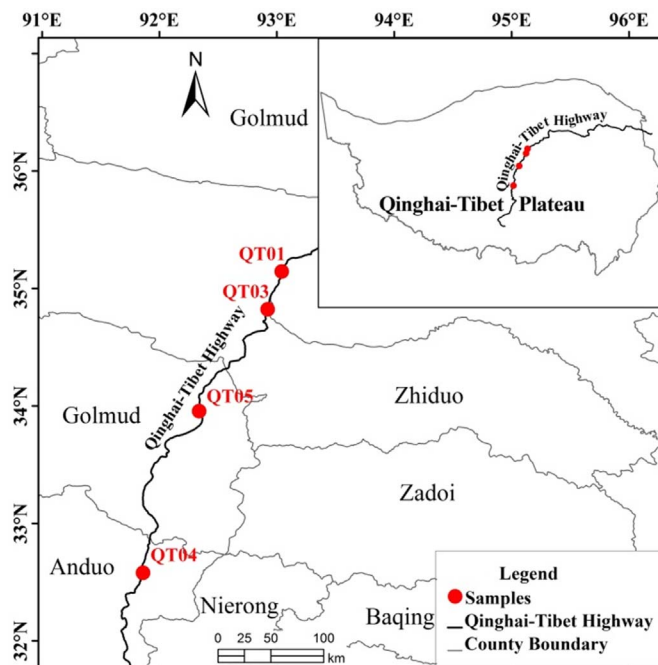 91°E 92°E 93°E 94°E 95°E 96°E
N
Golmud
Qinghai-Tibet Highway
Qinghai-Tibet Plateau
36°N
QT01
35°N
QT03
Qinghai-Tibet Highway
Zhiduo
34°N
QT05
Golmud
Zadoi
33°N
QT04
Anduo
Nierong
Baqing
32°N
0 25 50 100
km
Legend
Samples
Qinghai-Tibet Highway
County Boundary